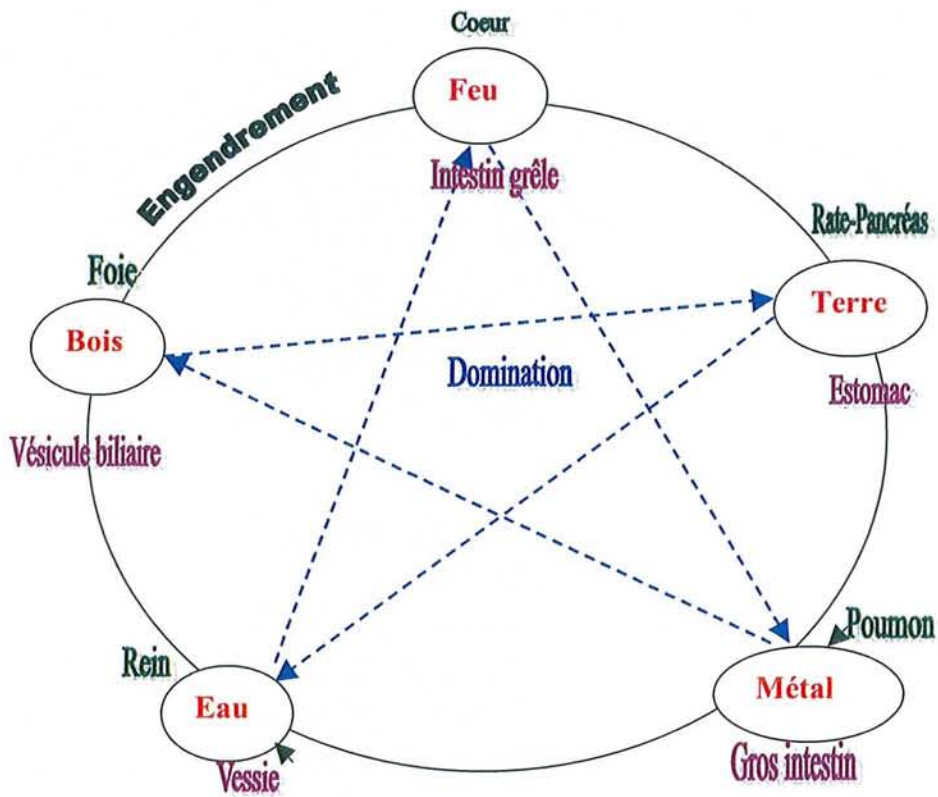 Coeur
Feu
Engendrement
Intestin grêle
Rate-Pancréas
Foie
Terre
Bois
Domination
Estomac
Vésicule biliaire
Poumon
Rein
Métal
Eau
Gros intestin
Vessie